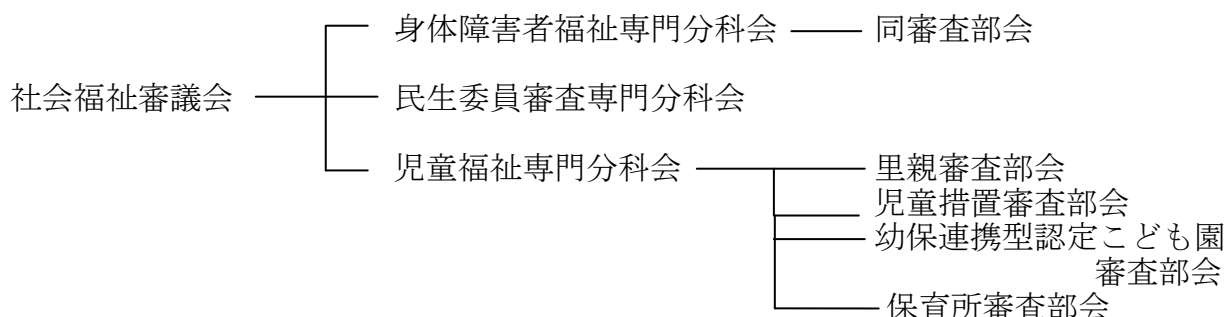 身体障害者福祉専門分科会
同審査部会
社会福祉審議会
民生委員審査専門分科会
児童福祉専門分科会
里親審査部会
児童措置審査部会
幼保連携型認定こども園
審査部会
保育所審査部会